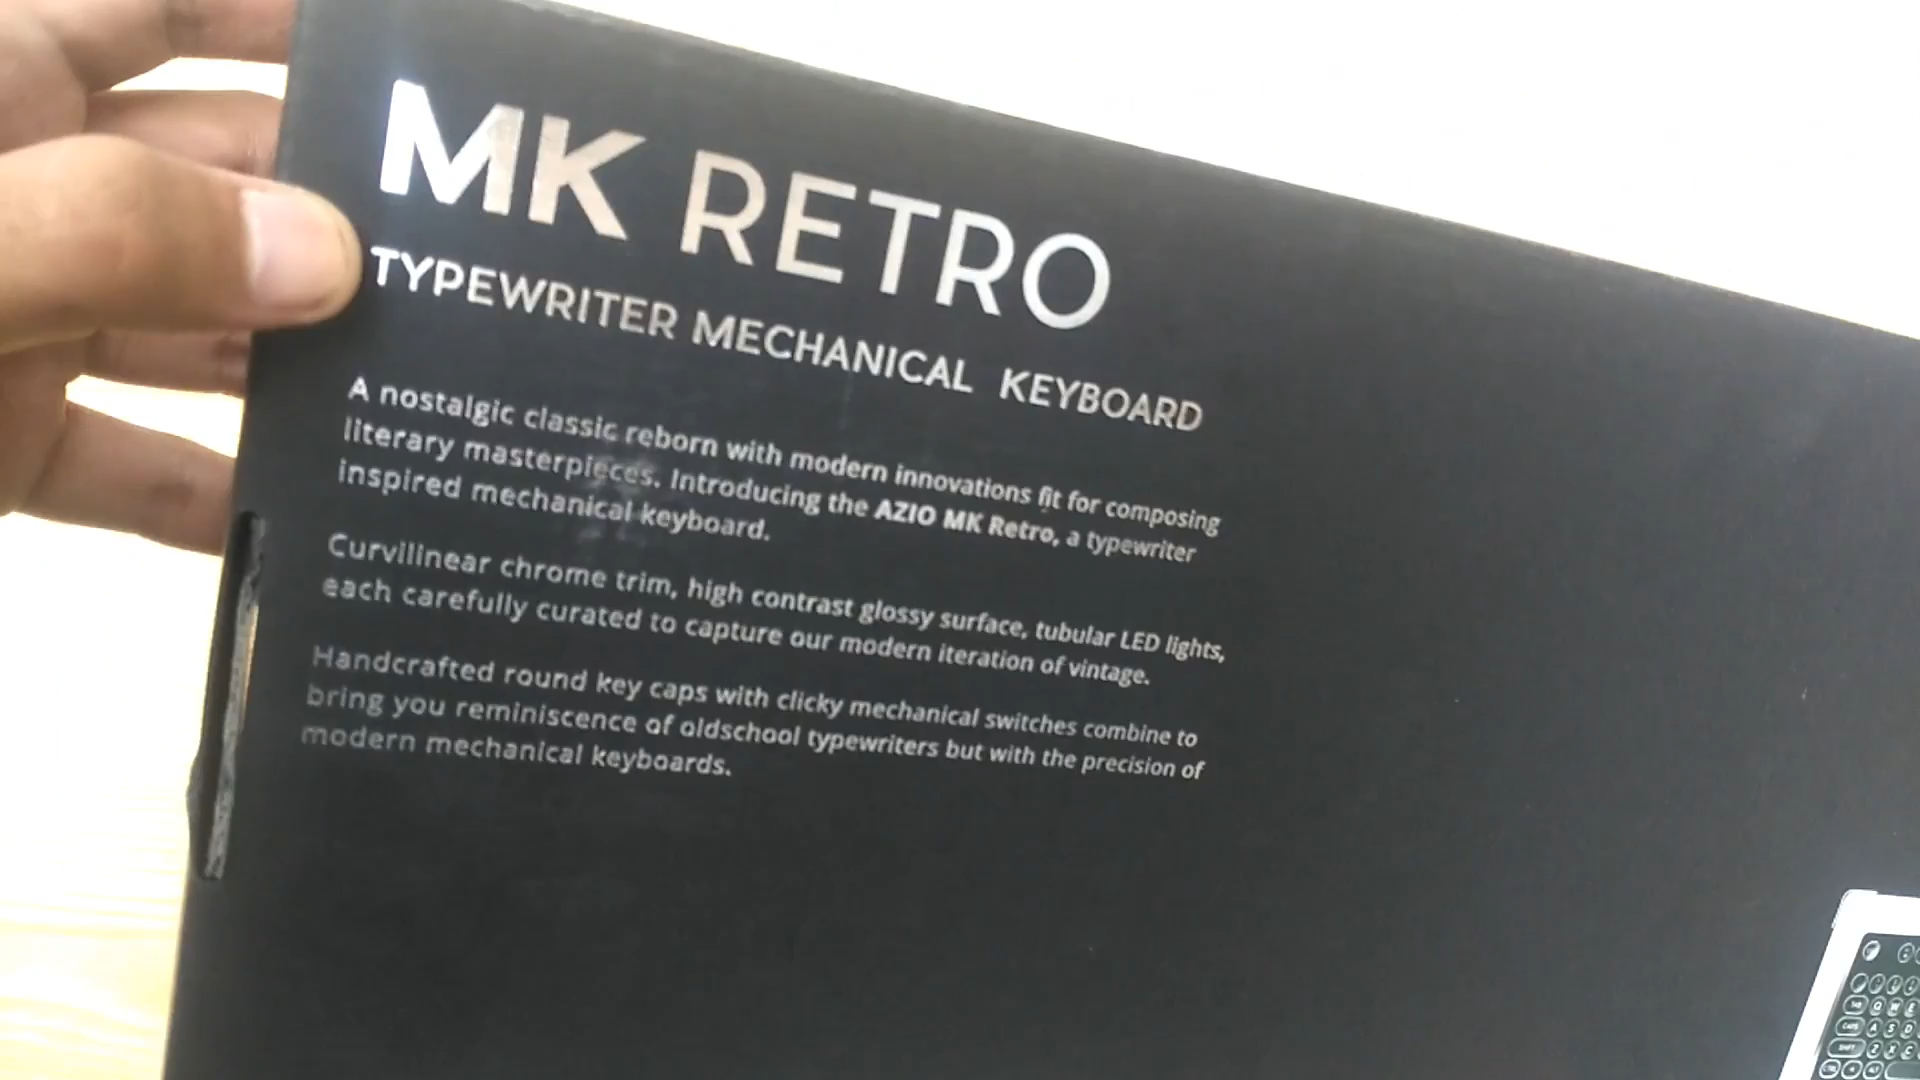 MK RETRO
TYPEWRITER MECHANICAL KEYBOARD
A nostalgic classic reborn with modern innovations fit for composing
literary masterpieces. Introducing the AZIO MK Retro, a typewriter
inspired mechanical keyboard.
Curvilinear chrome trim, high contrast glossy surface, tubular LED lights,
each carefully curated to capture our modern iteration of vintage.
Handcrafted round key caps with clicky mechanical switches combine to
bring you reminiscence of oldschool typewriters but with the precision of
modern mechanical keyboards.